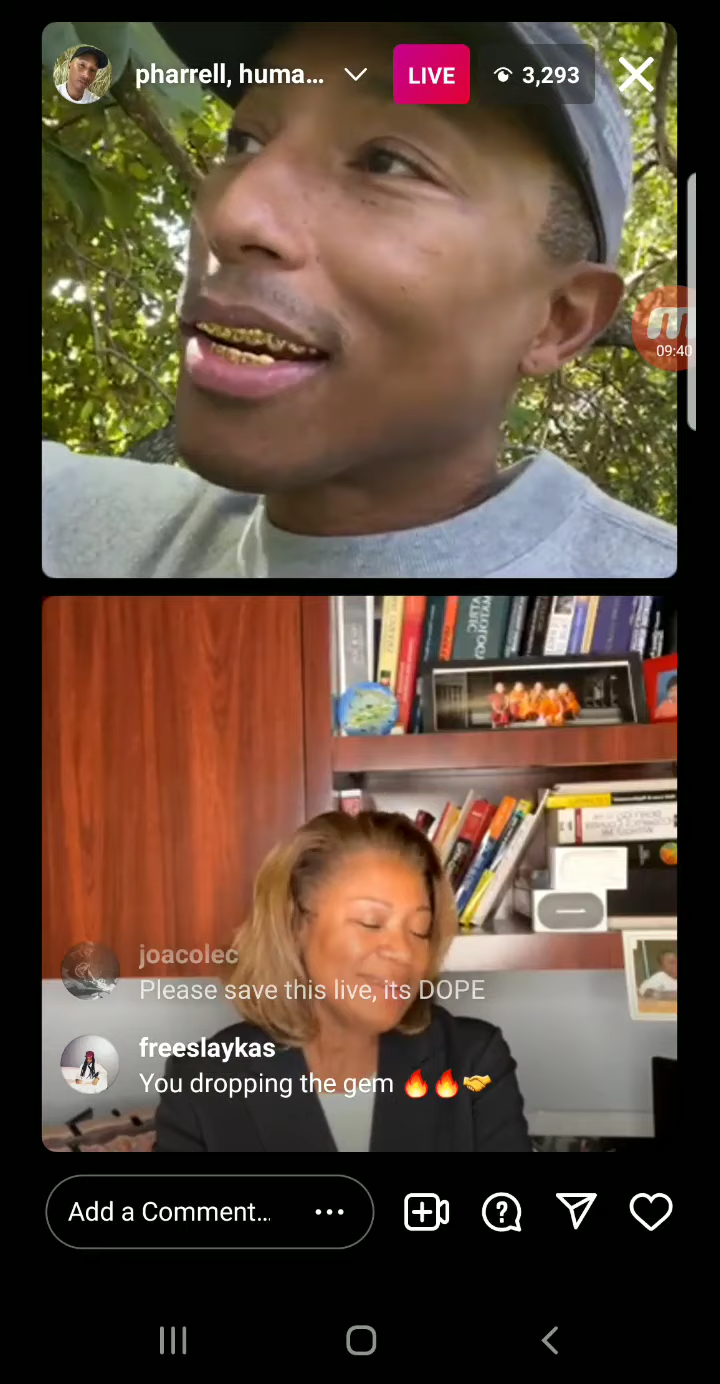 pharrell, huma...
LIVE
3,293
m
09:40
joacolec
Please save this live, its DOPE
freeslaykas
You dropping the gem 🔥🔥🤝
Add a Comment...